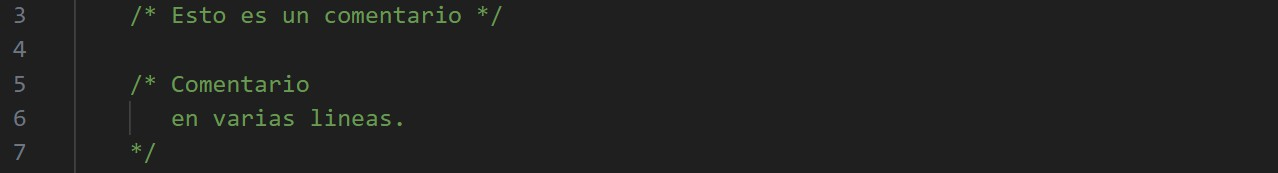 3 /* Esto es un comentario */
4
5 /* Comentario
6 en varias lineas.
7 */